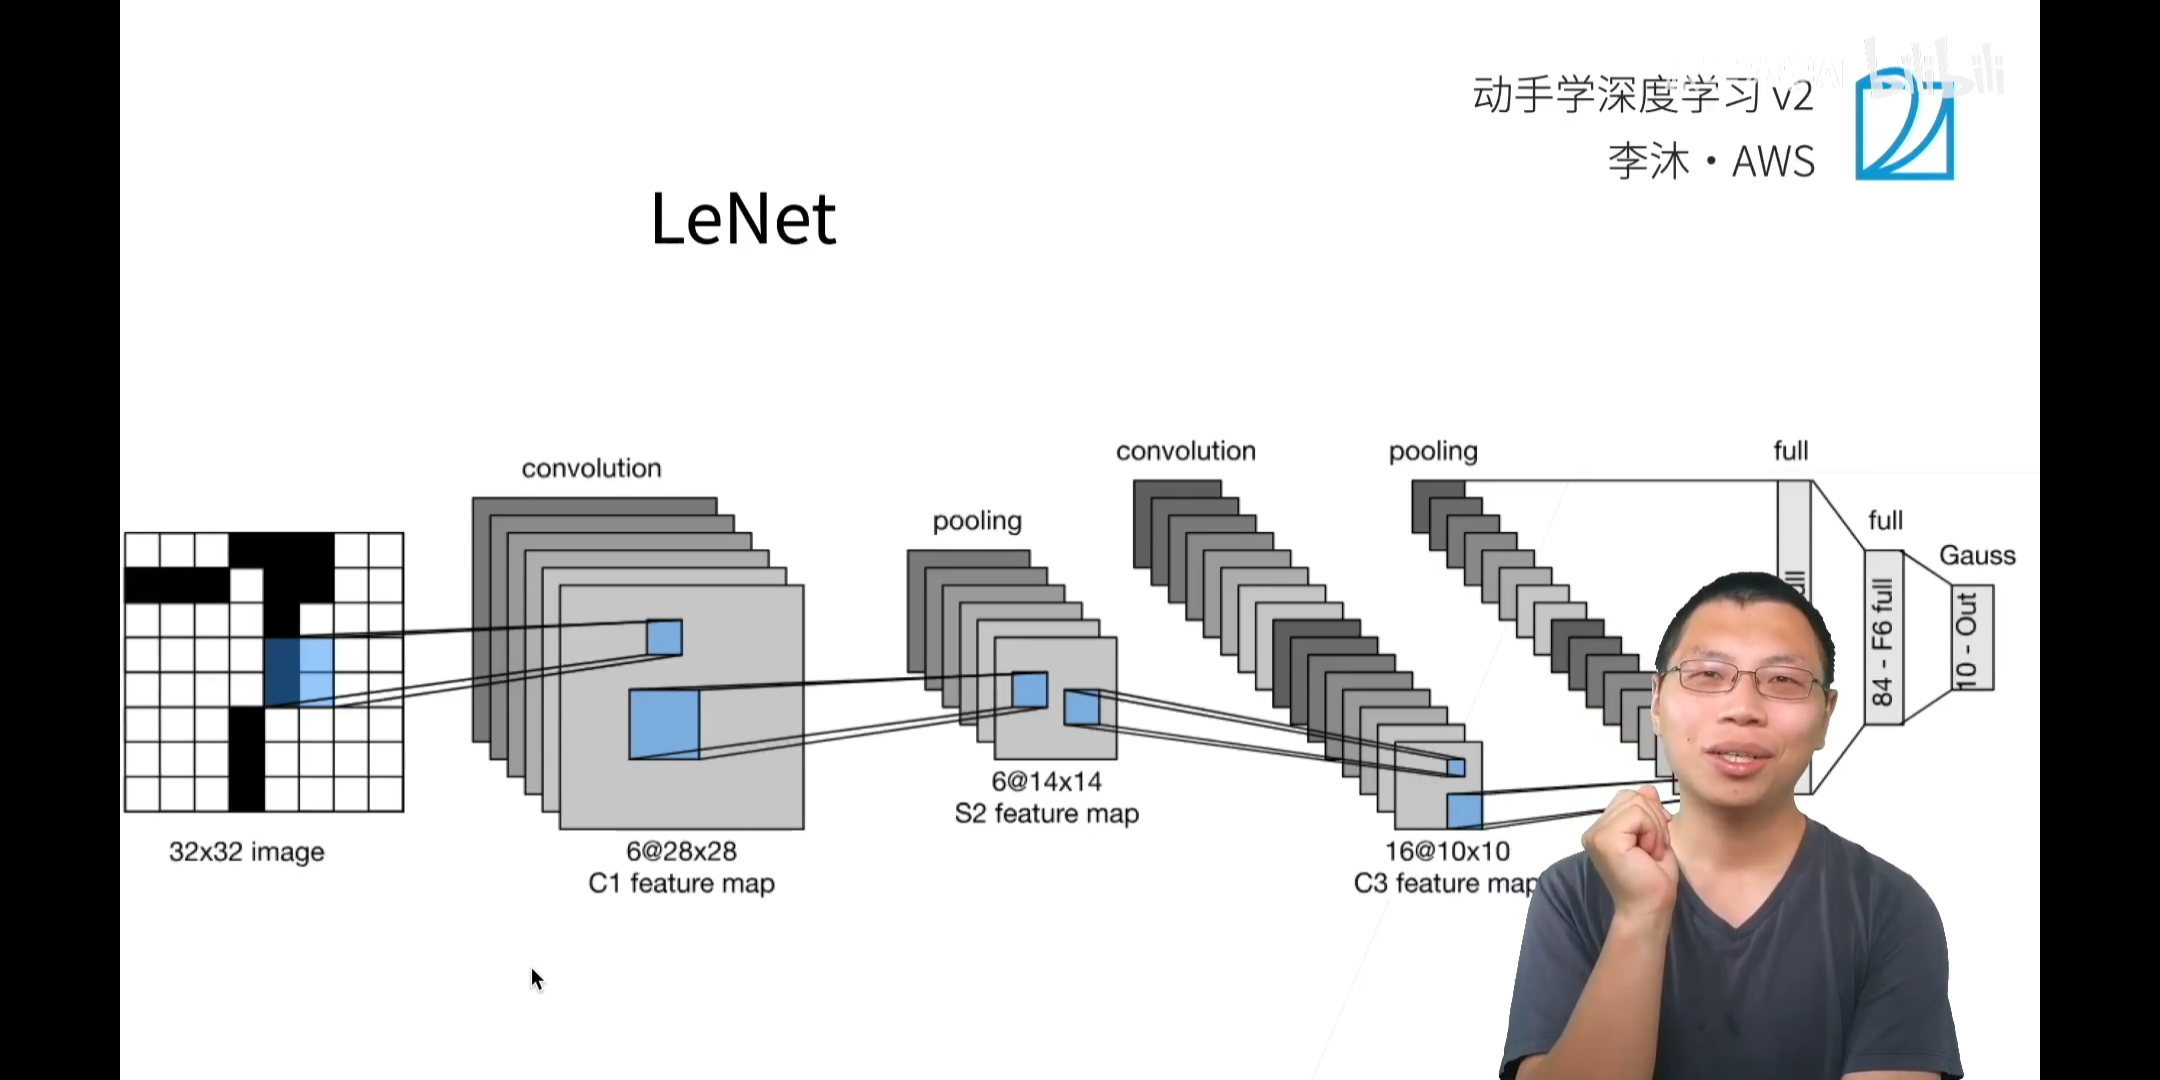 动手学深度学习 v2
李沐・AWS
bilibili
LeNet
convolution
pooling
convolution
pooling
full
full
Gauss
84 - F6 full
10 - Out
32x32 image
6@28x28
C1 feature map
6@14x14
S2 feature map
16@10x10
C3 feature map